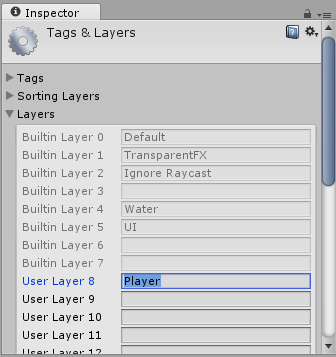 Inspector
Tags & Layers
Tags
Sorting Layers
Layers
Builtin Layer 0 Default
Builtin Layer 1 TransparentFX
Builtin Layer 2 Ignore Raycast
Builtin Layer 3
Builtin Layer 4 Water
Builtin Layer 5 UI
Builtin Layer 6
Builtin Layer 7
User Layer 8 Player
User Layer 9
User Layer 10
User Layer 11
User Layer 12